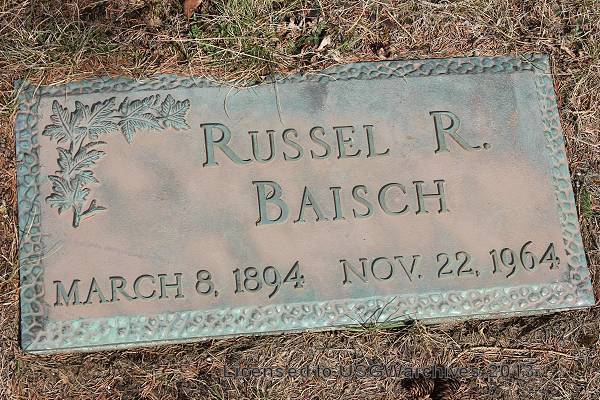 RUSSEL R.
BAISCH
MARCH 8, 1894 NOV. 22, 1964
Licensed to USGWarchives 2013